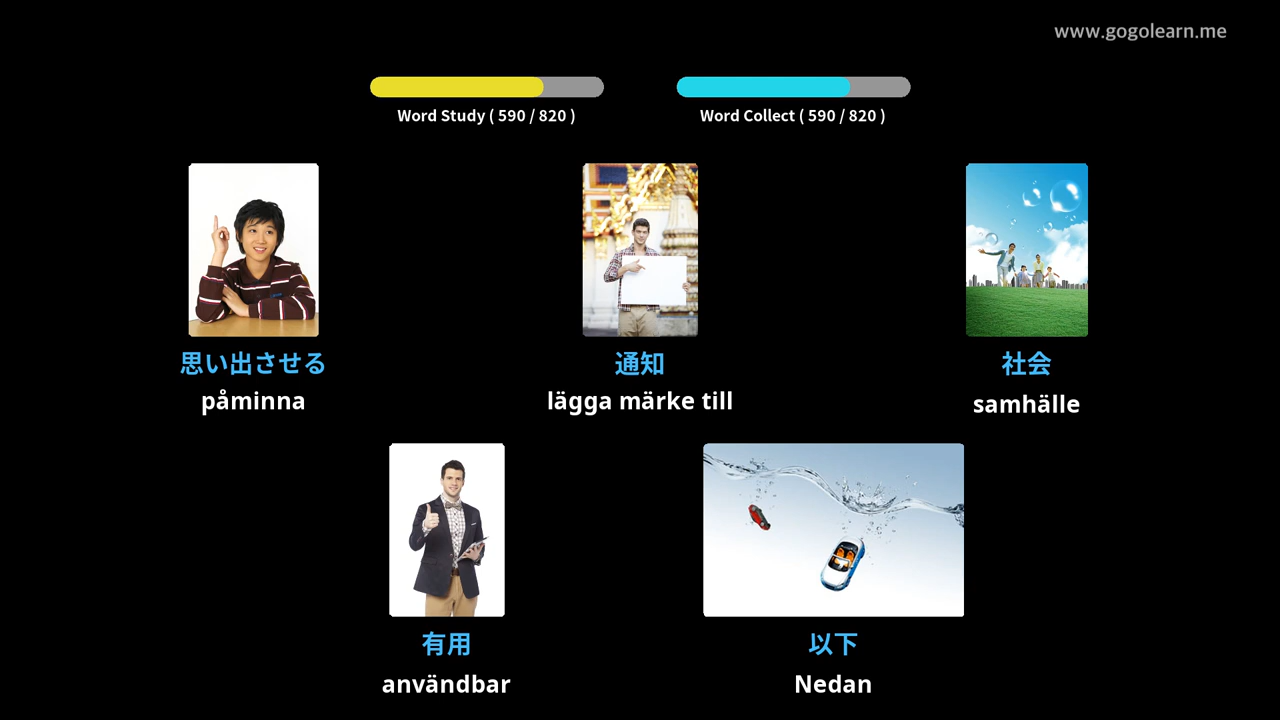 www.gogolearn.me
Word Study ( 590 / 820 )
Word Collect ( 590 / 820 )
思い出させる
påminna
通知
lägga märke till
社会
samhälle
有用
användbar
以下
Nedan